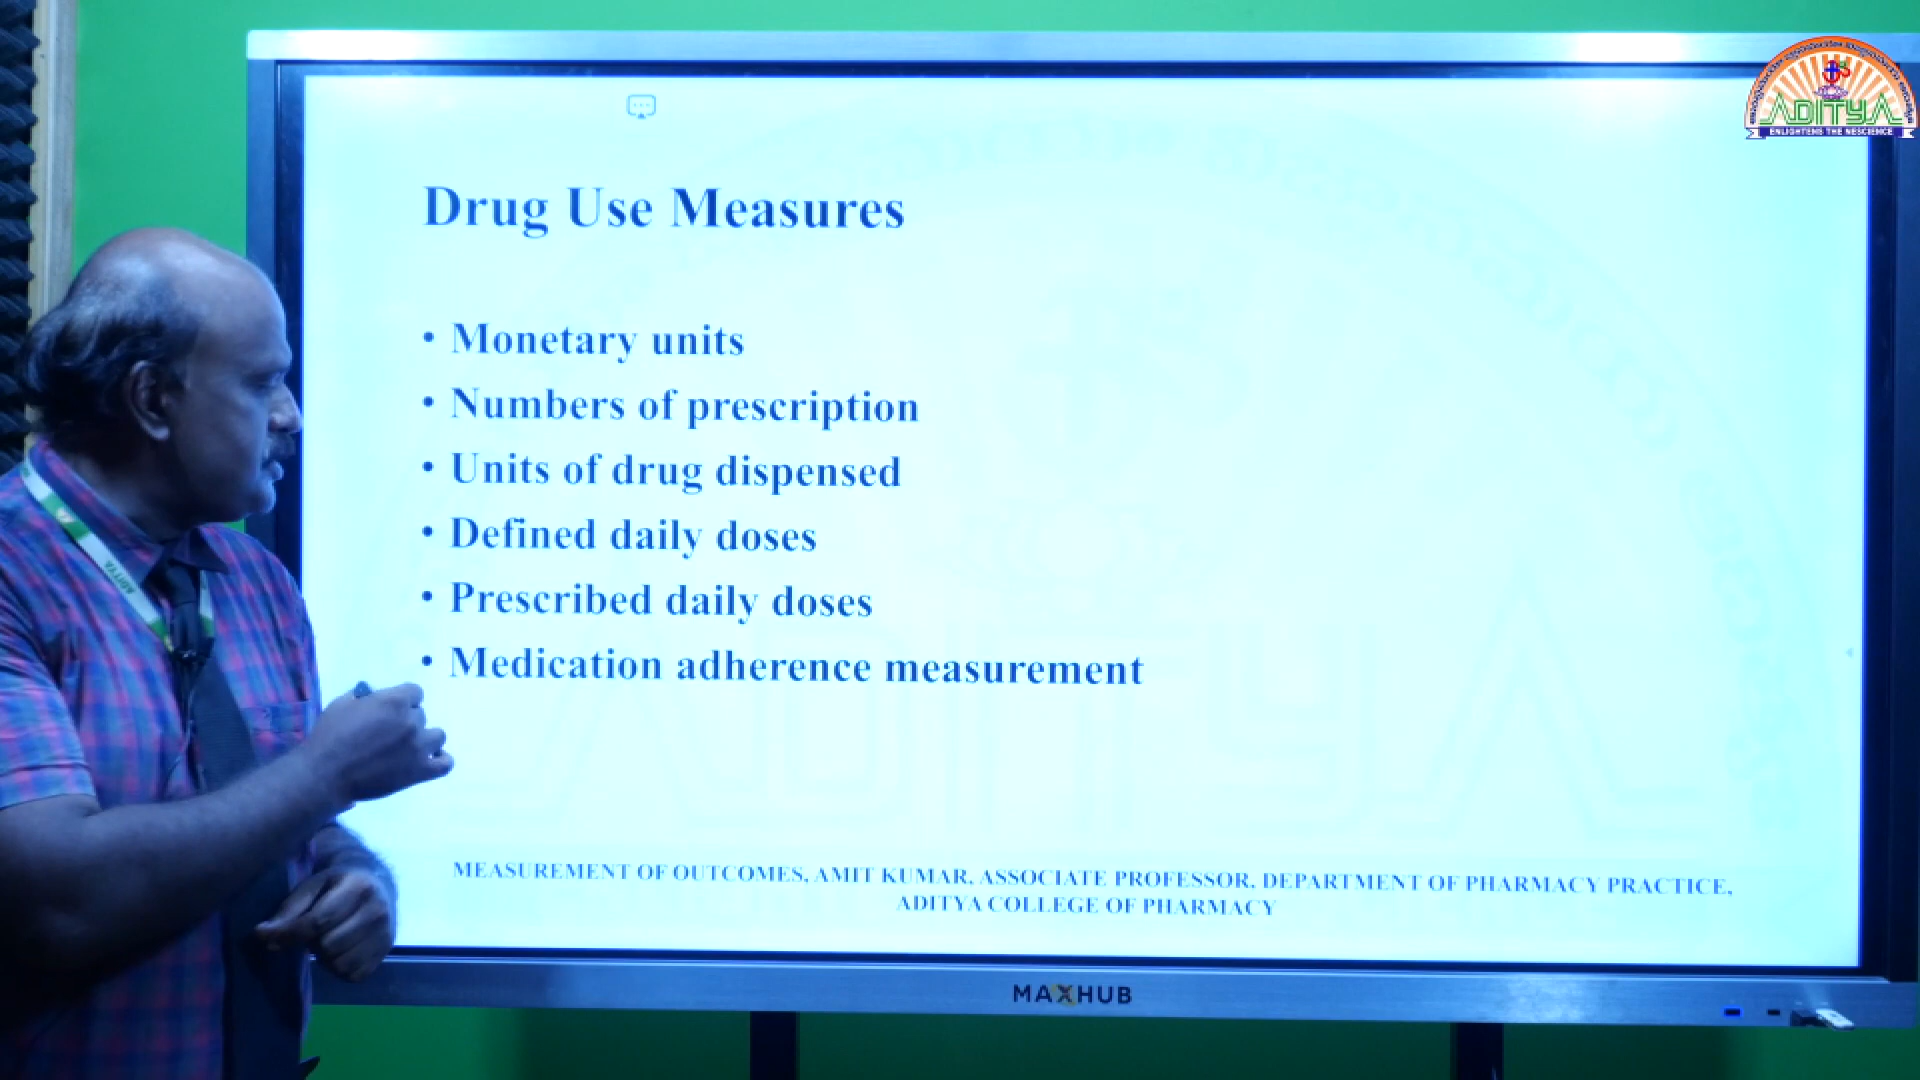 ADITYA
ENLIGHTENS THE NESCIENCE
Drug Use Measures
• Monetary units
• Numbers of prescription
• Units of drug dispensed
• Defined daily doses
• Prescribed daily doses
• Medication adherence measurement
MEASUREMENT OF OUTCOMES, AMIT KUMAR, ASSOCIATE PROFESSOR, DEPARTMENT OF PHARMACY PRACTICE,
ADITYA COLLEGE OF PHARMACY
MAXHUB
ADITYA